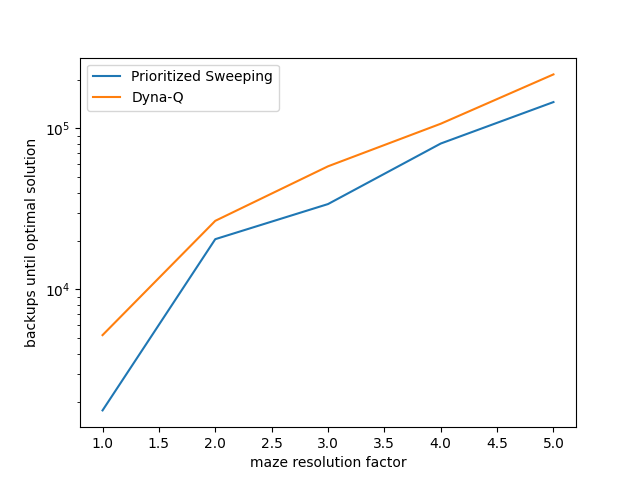 Prioritized Sweeping
Dyna-Q
backups until optimal solution
10^5
10^4
1.0 1.5 2.0 2.5 3.0 3.5 4.0 4.5 5.0
maze resolution factor